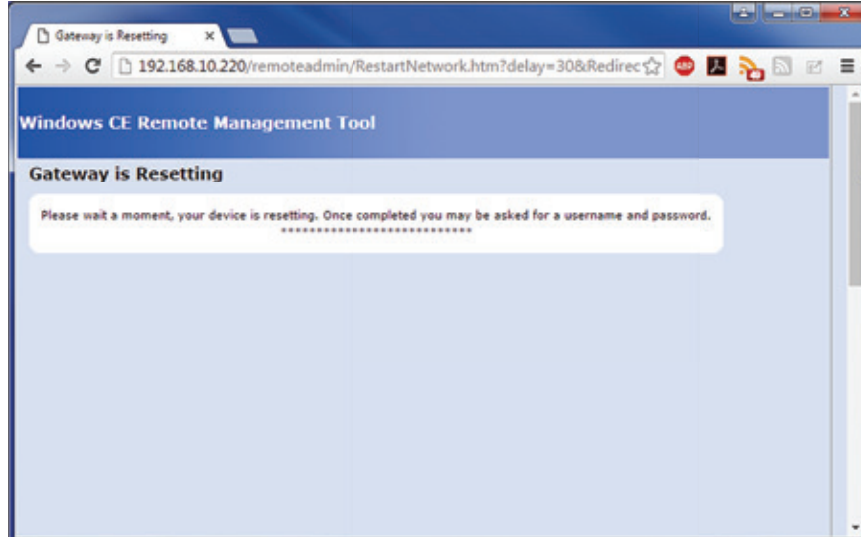 Gateway is Resetting
192.168.10.220/remoteadmin/RestartNetwork.htm?delay=30&Redirec
ABP
Windows CE Remote Management Tool
Gateway is Resetting
Please wait a moment, your device is resetting. Once completed you may be asked for a username and password.
***************************